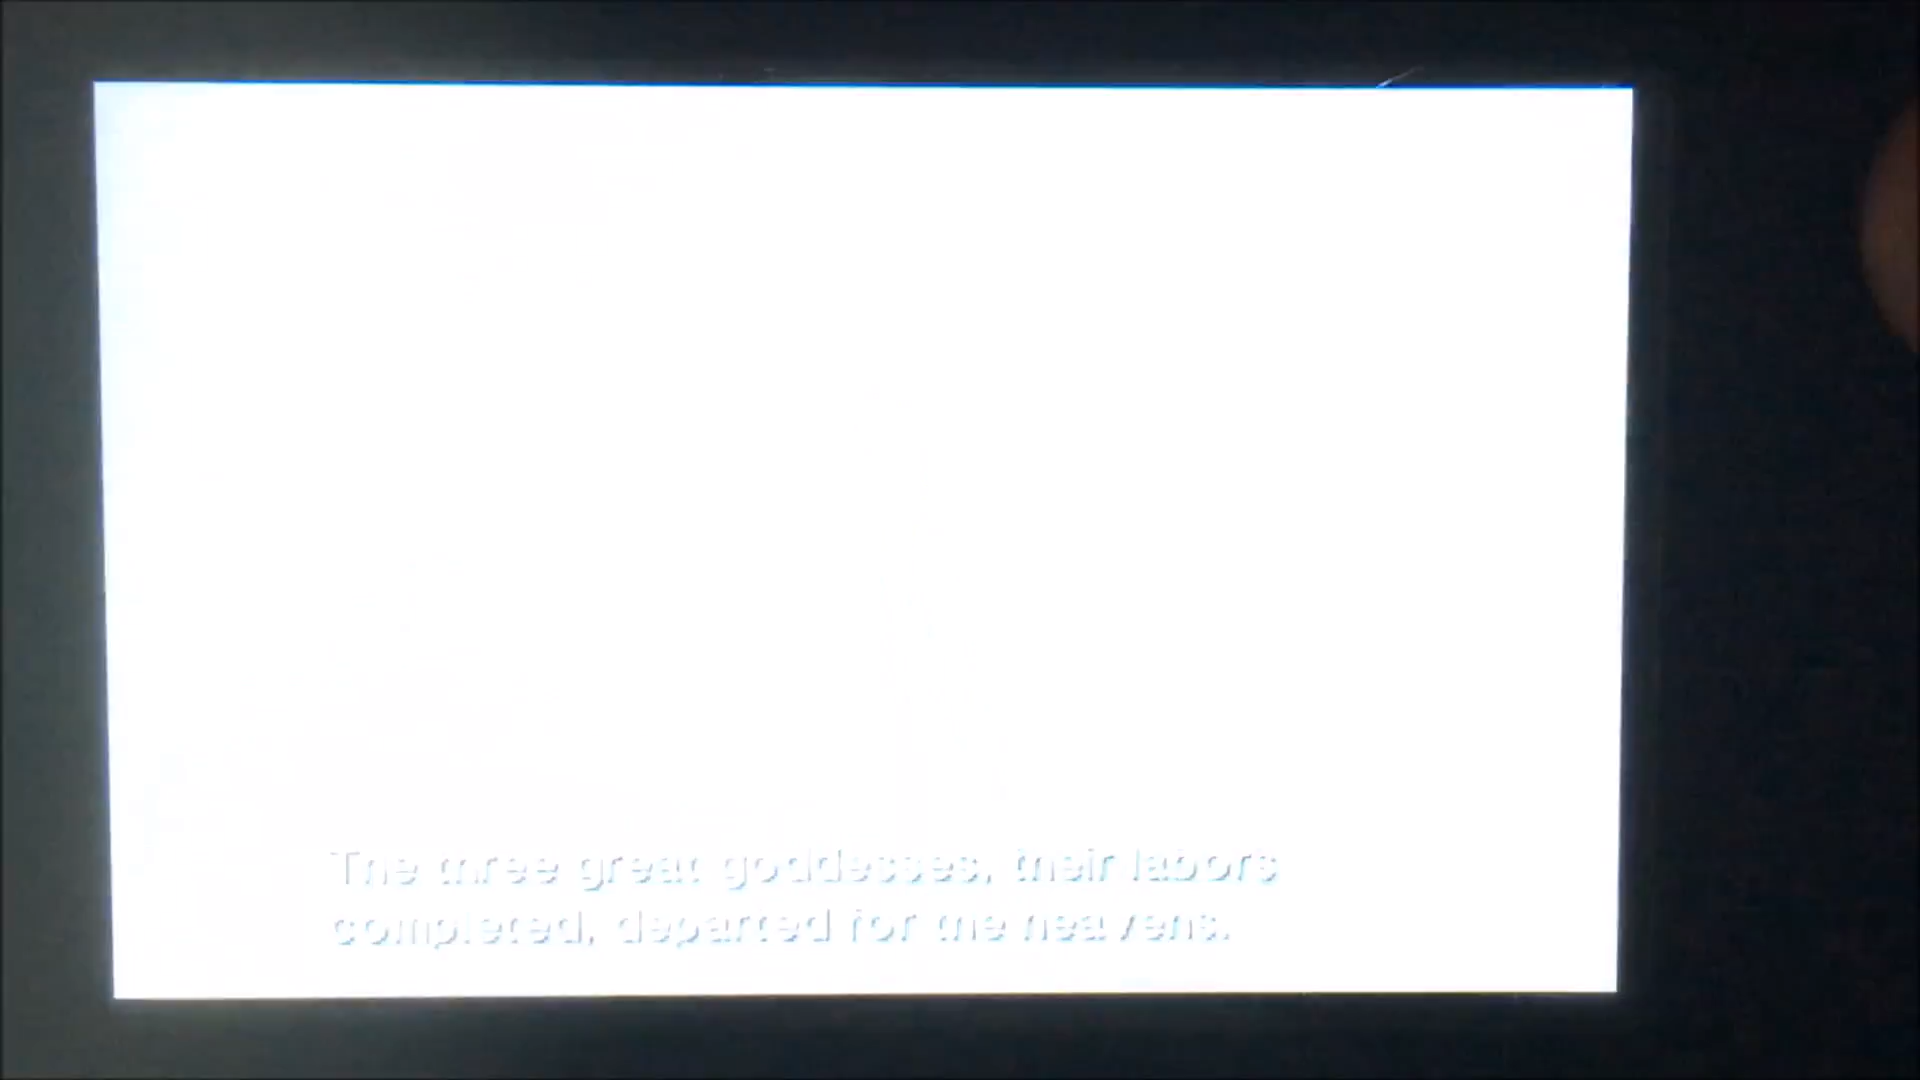 The three great goddesses, their labors
completed, departed for the heavens.